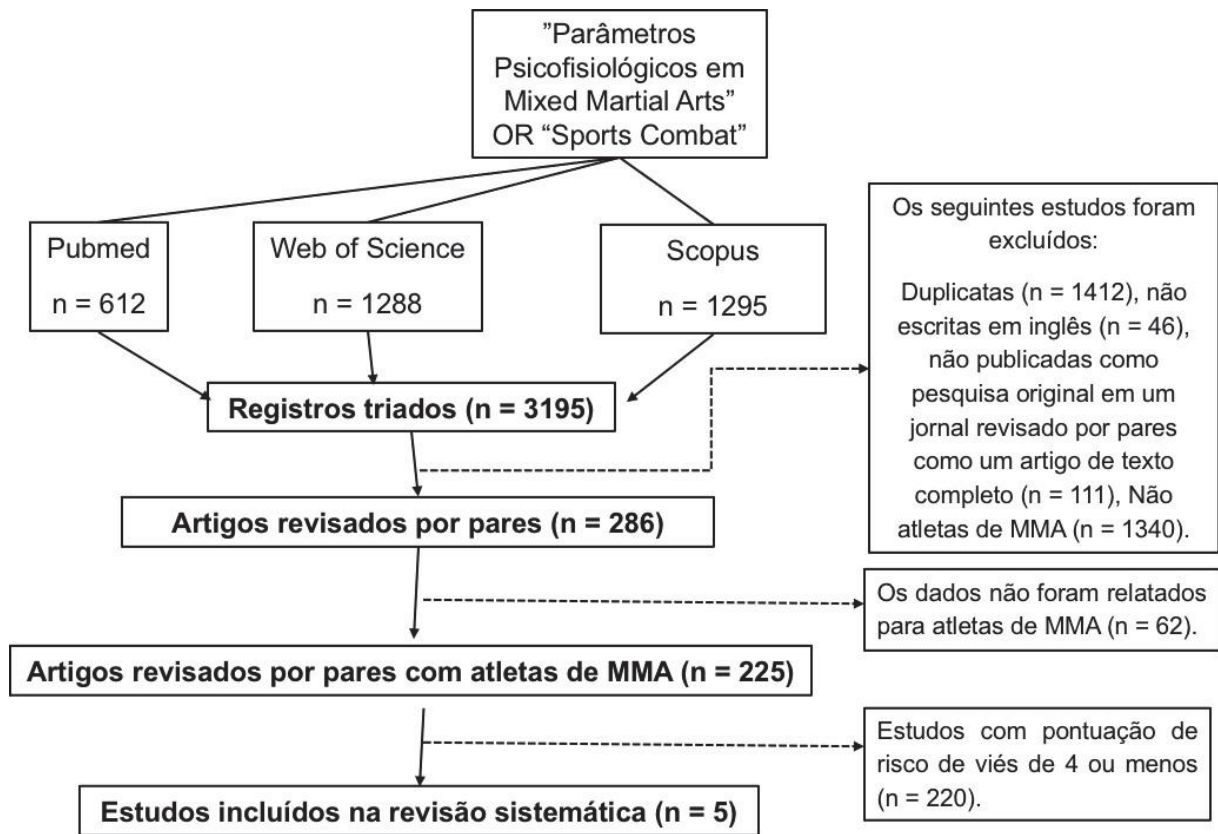 ”Parâmetros
Psicofisiológicos em
Mixed Martial Arts”
OR “Sports Combat”
Pubmed
n = 612
Web of Science
n = 1288
Scopus
n = 1295
Registros triados (n = 3195)
Os seguintes estudos foram
excluídos:
Duplicatas (n = 1412), não
escritas em inglês (n = 46),
não publicadas como
pesquisa original em um
jornal revisado por pares
como um artigo de texto
completo (n = 111), Não
atletas de MMA (n = 1340).
Artigos revisados por pares (n = 286)
Os dados não foram relatados
para atletas de MMA (n = 62).
Artigos revisados por pares com atletas de MMA (n = 225)
Estudos com pontuação de
risco de viés de 4 ou menos
(n = 220).
Estudos incluídos na revisão sistemática (n = 5)